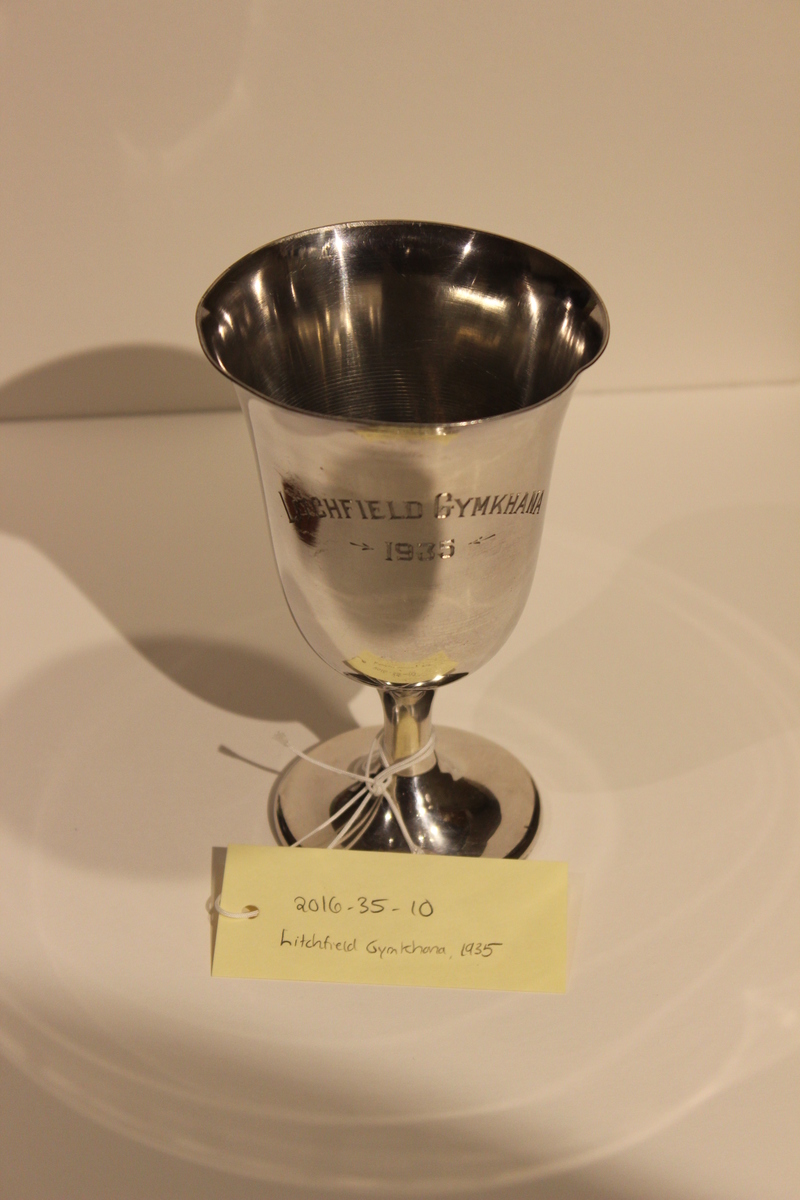 LITCHFIELD GYMKHANA
1935
2016-35-10
Litchfield Gymkhana, 1935